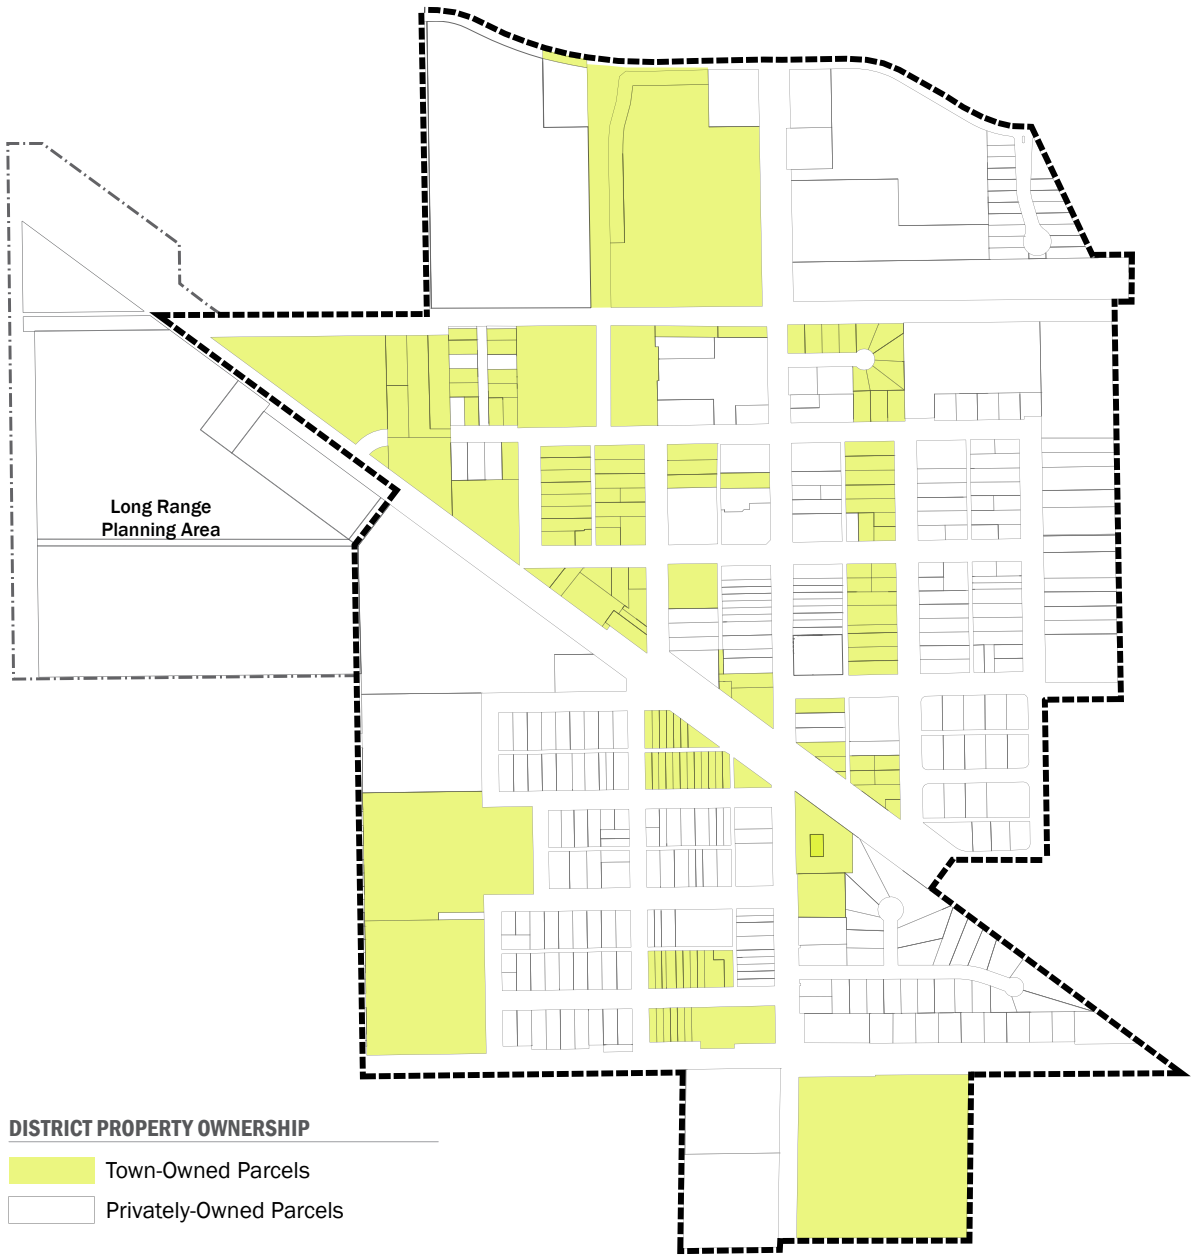 Long Range
Planning Area
DISTRICT PROPERTY OWNERSHIP
Town-Owned Parcels
Privately-Owned Parcels